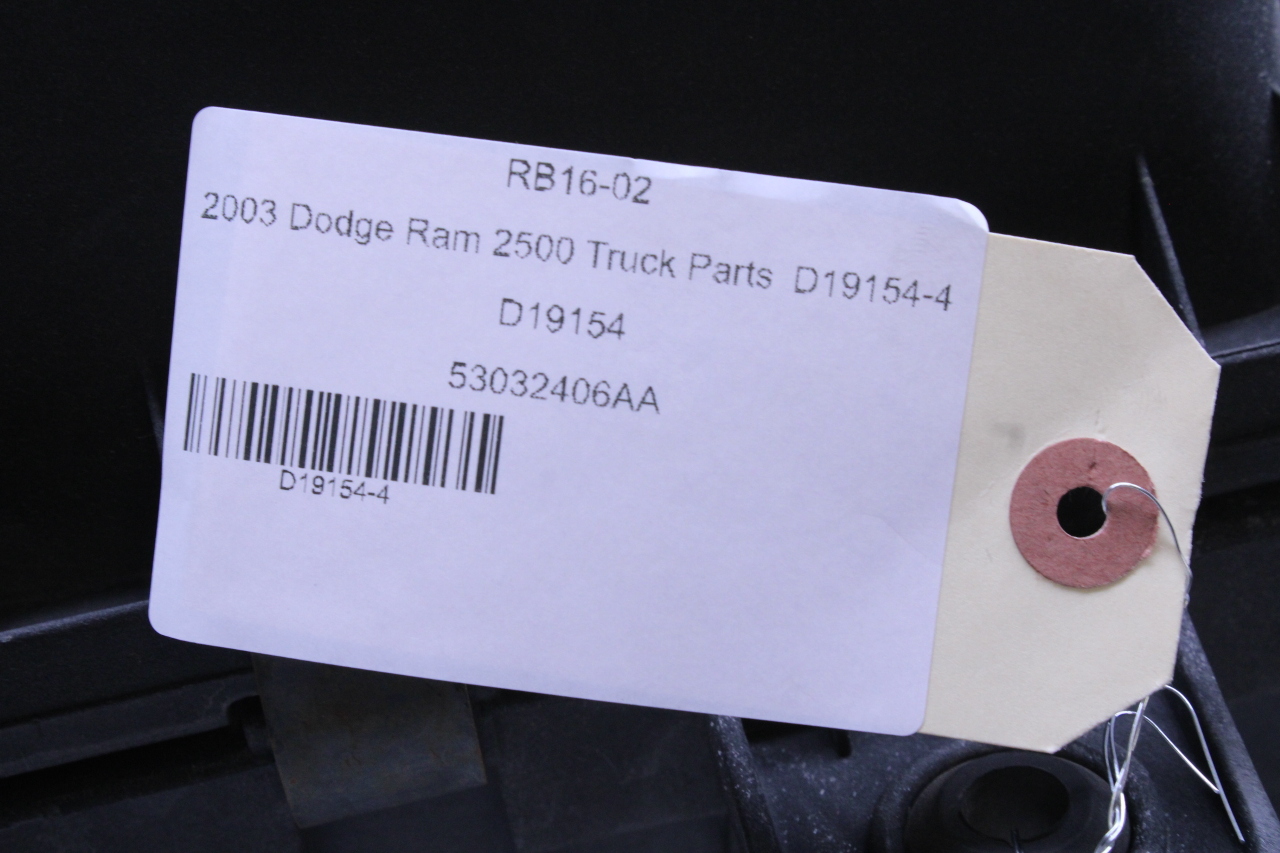 RB16-02
2003 Dodge Ram 2500 Truck Parts  D19154-4
D19154
53032406AA
D19154-4